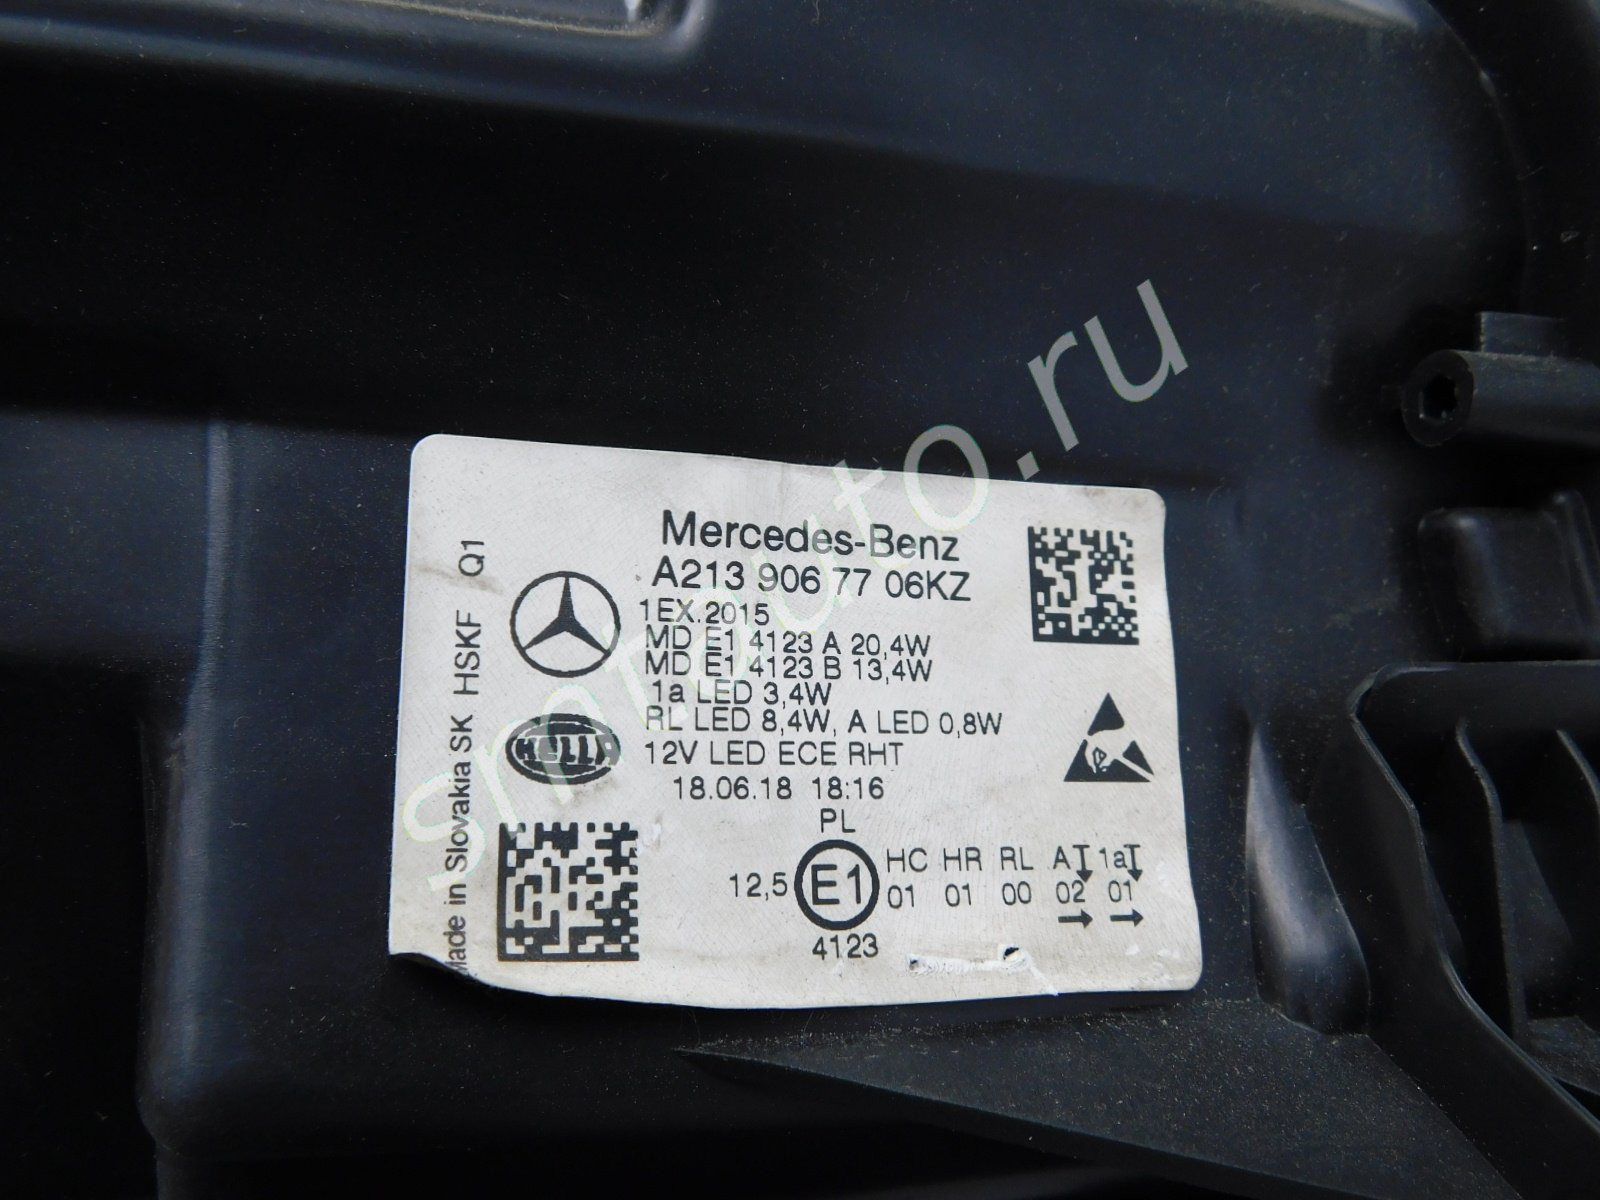 Mercedes-Benz
A213 906 77 06KZ
1EX.2015
MD E1 4123 A 20,4W
MD E1 4123 B 13,4W
1a LED 3,4W
RL LED 8,4W, A LED 0,8W
12V LED ECE RHT
18.06.18 18:16
PL
12,5 E1 HC HR RL A 1a
01 01 00 02 01
4123
Made in Slovakia SK HSKF Q1
HELLA
smtauto.ru